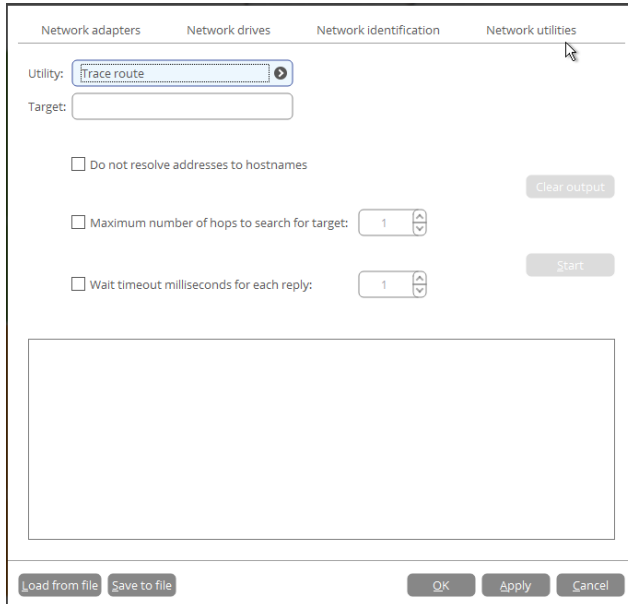 Network adapters Network drives Network identification Network utilities
Utility: Trace route
Target:
Do not resolve addresses to hostnames
Clear output
Maximum number of hops to search for target: 1
Start
Wait timeout milliseconds for each reply: 1
Load from file Save to file OK Apply Cancel